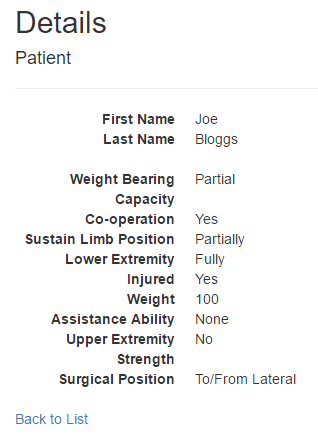 Details
Patient
First Name Joe
Last Name Bloggs
Weight Bearing Partial
Capacity
Co-operation Yes
Sustain Limb Position Partially
Lower Extremity Fully
Injured Yes
Weight 100
Assistance Ability None
Upper Extremity No
Strength
Surgical Position To/From Lateral
Back to List